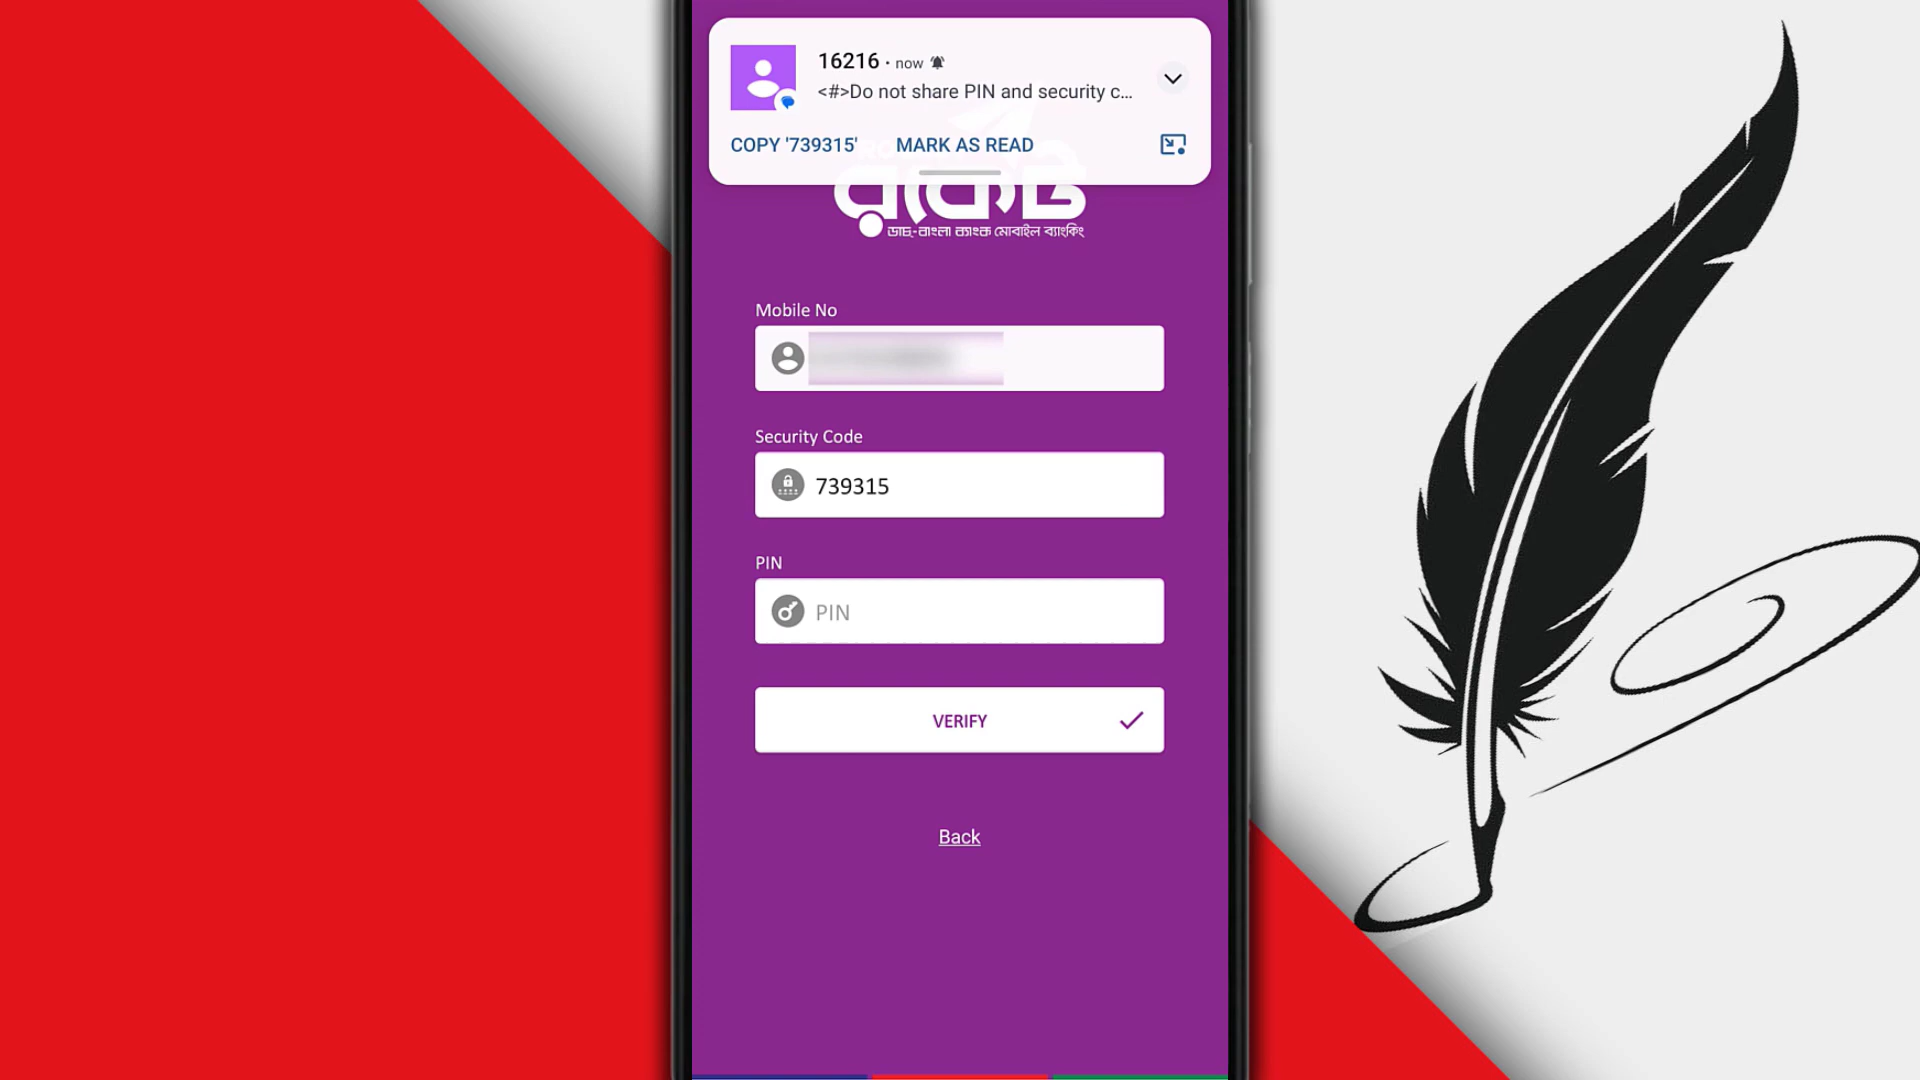 16216 · now
<#>Do not share PIN and security c...
COPY '739315' MARK AS READ
রকেট
ডাচ্-বাংলা ব্যাংক মোবাইল ব্যাংকিং
Mobile No
Security Code
739315
PIN
PIN
VERIFY
Back